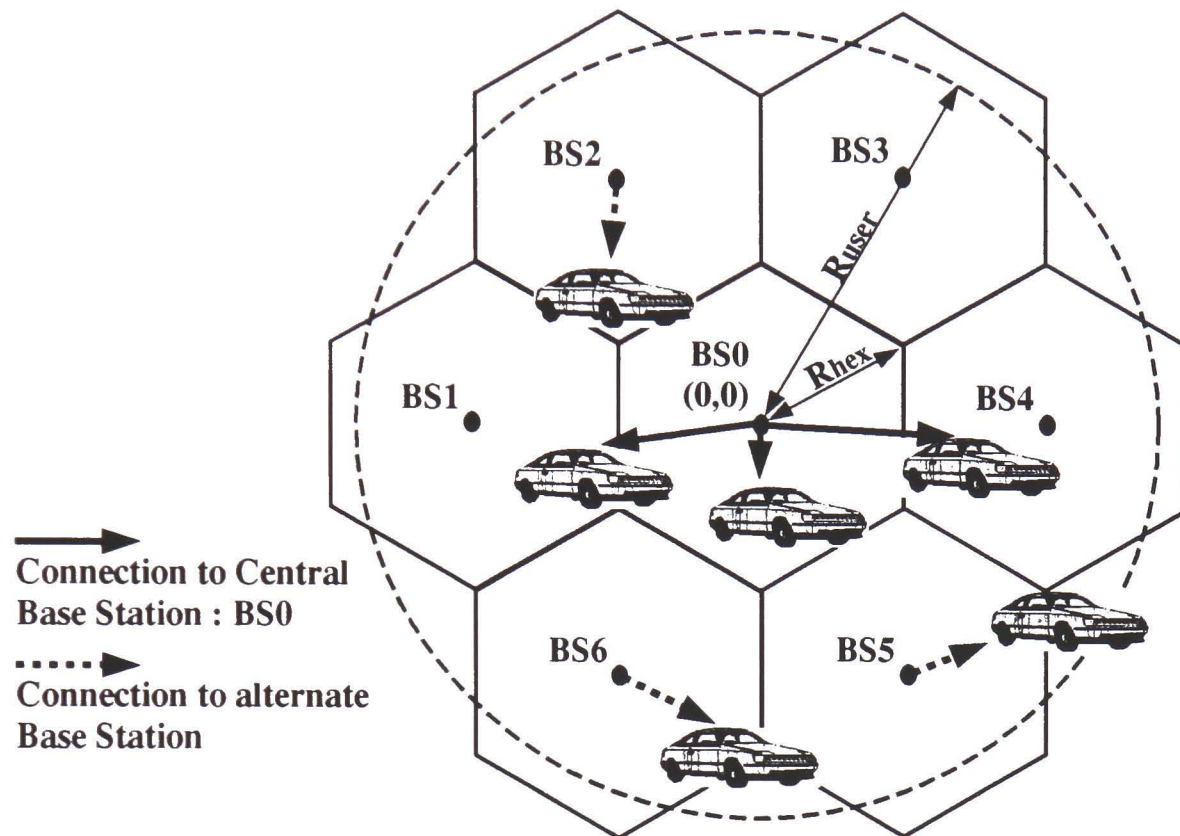 BS2
BS3
Ruser
BS0
(0,0)
Rhex
BS1
BS4
Connection to Central
Base Station : BS0
BS6
BS5
Connection to alternate
Base Station